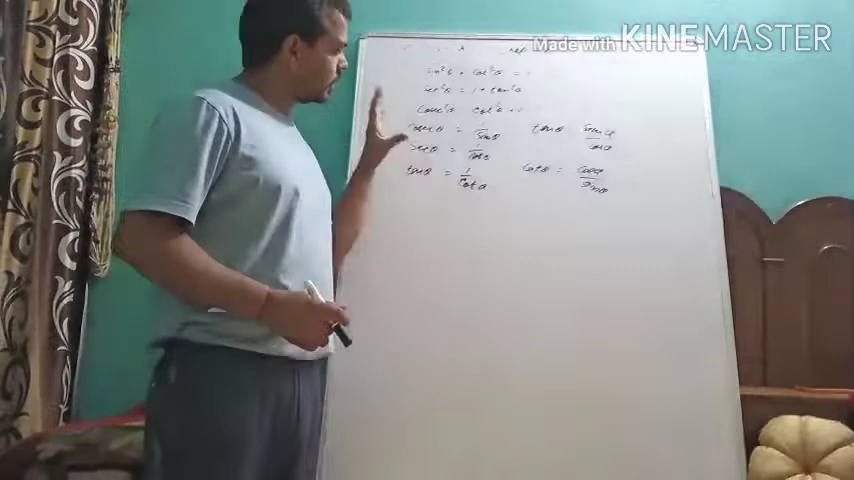 Made with KINEMASTER
sin²θ + cos²θ = 1
sec²θ = 1 + tan²θ
cosec²θ cot²θ + 1
cosecθ = 1/sinθ tanθ sinθ/cosθ
secθ = 1/cosθ
tanθ = 1/cotθ cotθ = cosθ/sinθ